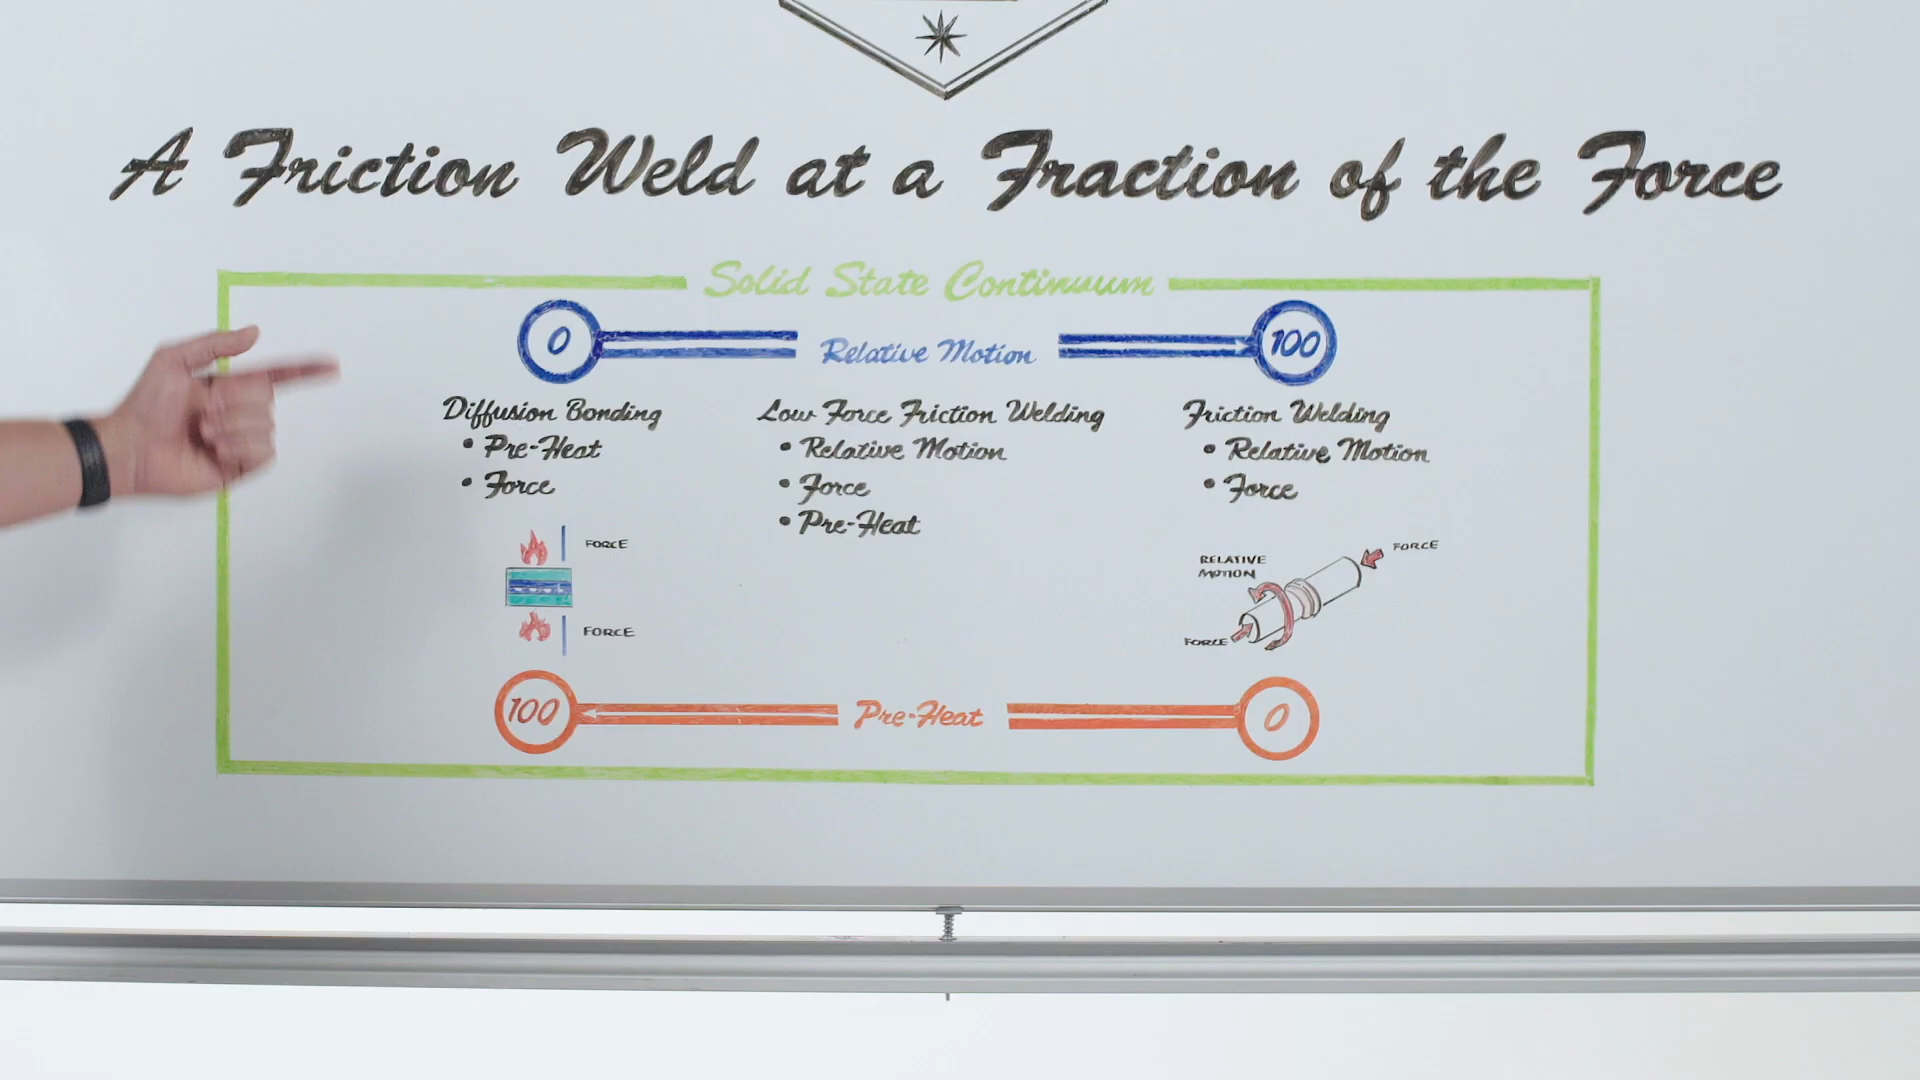 A Friction Weld at a Fraction of the Force
Solid State Continuum
0 Relative Motion 100
Diffusion Bonding
• Pre-Heat
• Force
FORCE
FORCE
Low Force Friction Welding
• Relative Motion
• Force
• Pre-Heat
Friction Welding
• Relative Motion
• Force
RELATIVE
MOTION
FORCE
FORCE
100 Pre-Heat 0